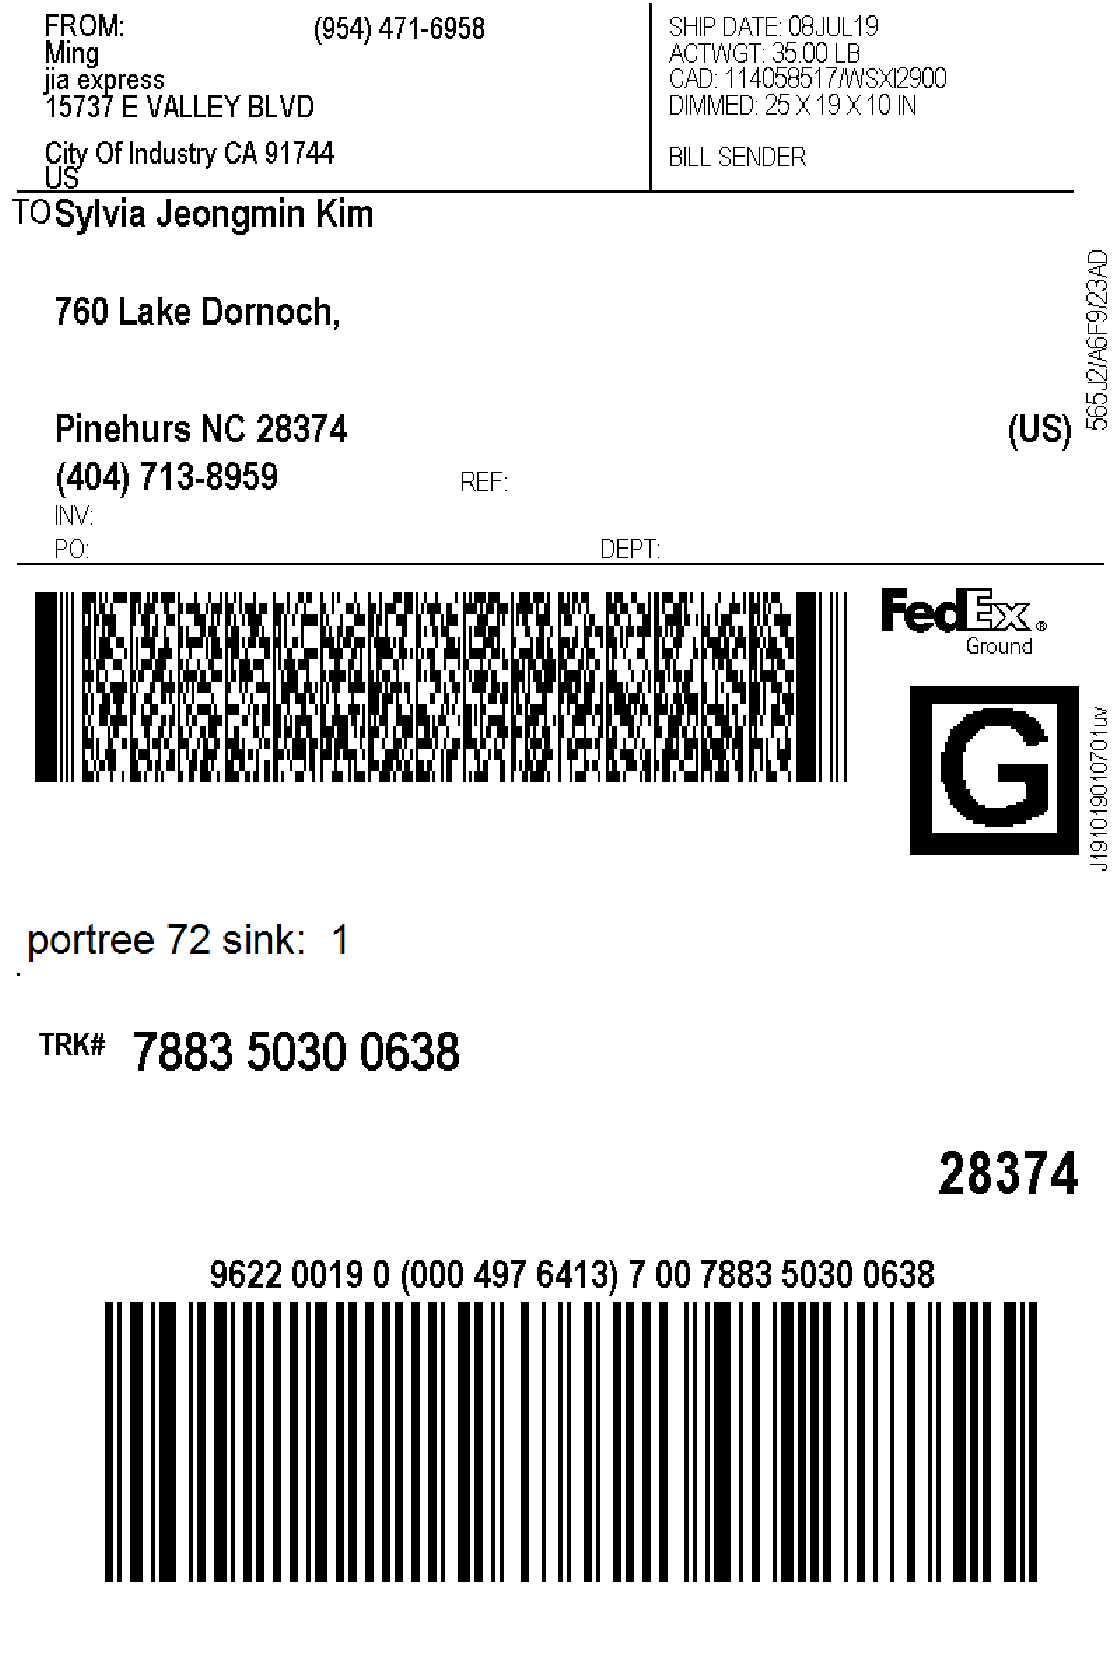 FROM: (954) 471-6958
Ming
jia express
15737 E VALLEY BLVD
City Of Industry CA 91744
US
SHIP DATE: 08JUL19
ACTWGT: 35.00 LB
CAD: 114058517/WSXI2900
DIMMED: 25 X 19 X 10 IN
BILL SENDER
TO Sylvia Jeongmin Kim
760 Lake Dornoch,
Pinehurs NC 28374 (US)
(404) 713-8959 REF:
INV:
PO: DEPT:
565J2/A6F9/23AD
FedEx®
Ground
G
J191019010701uv
portree 72 sink: 1
TRK# 7883 5030 0638
28374
9622 0019 0 (000 497 6413) 7 00 7883 5030 0638